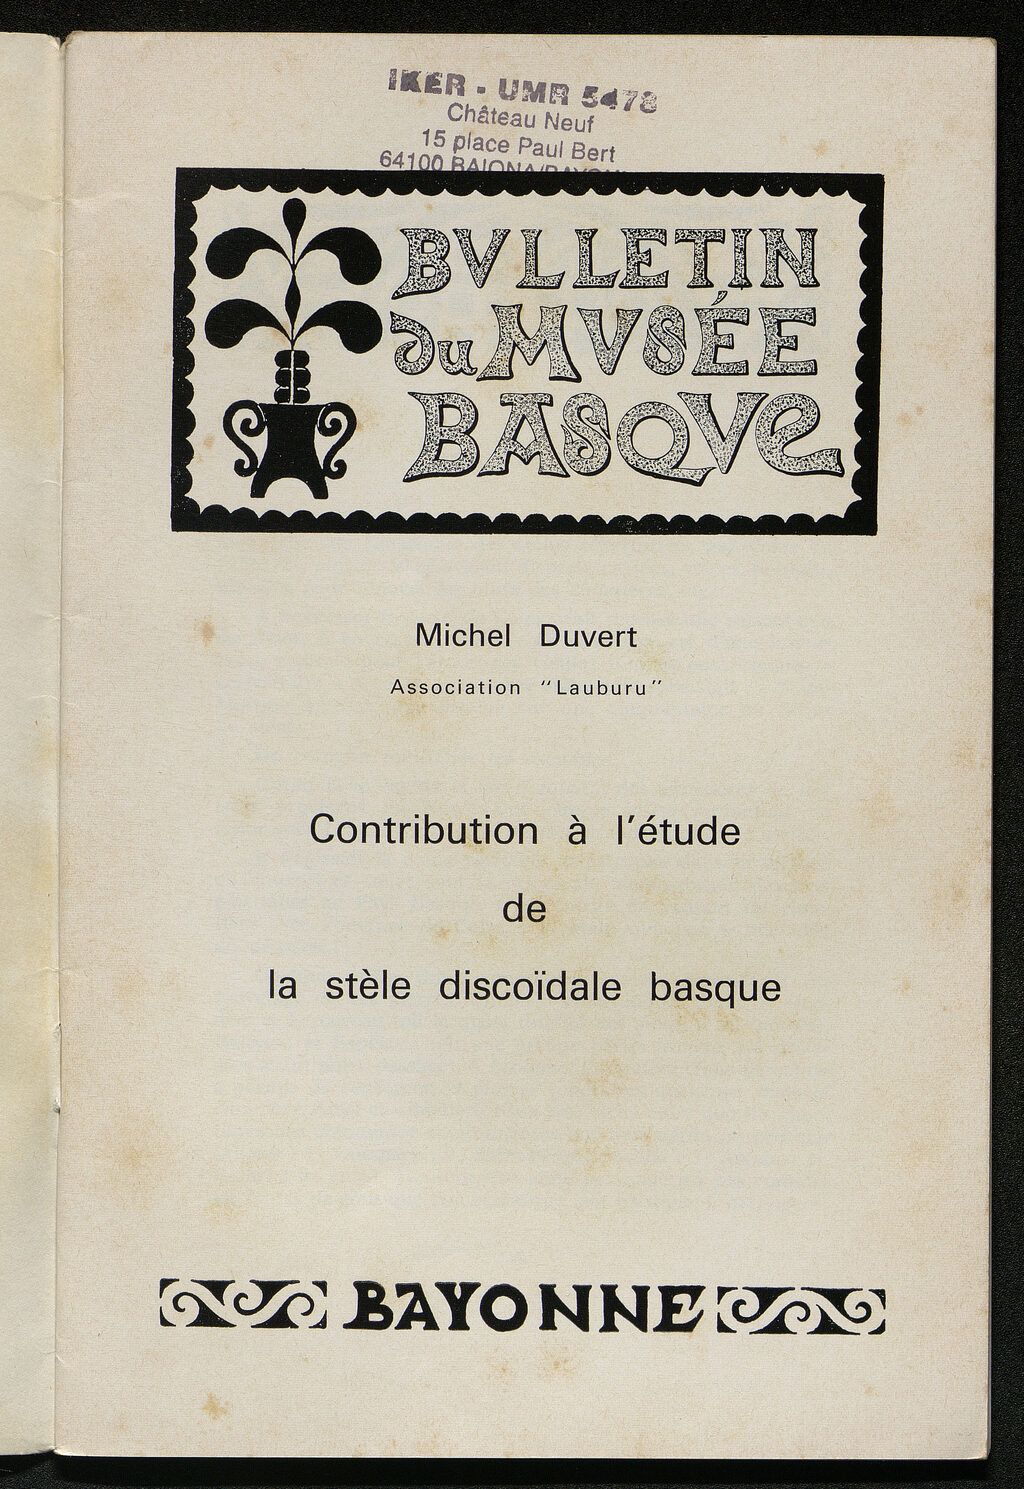 IKER - UMR 5478
Château Neuf
15 place Paul Bert
64100
BVLLETIN
du MVSÉE
BASQVE
Michel Duvert
Association "Lauburu"
Contribution à l'étude
de
la stèle discoïdale basque
BAYONNE